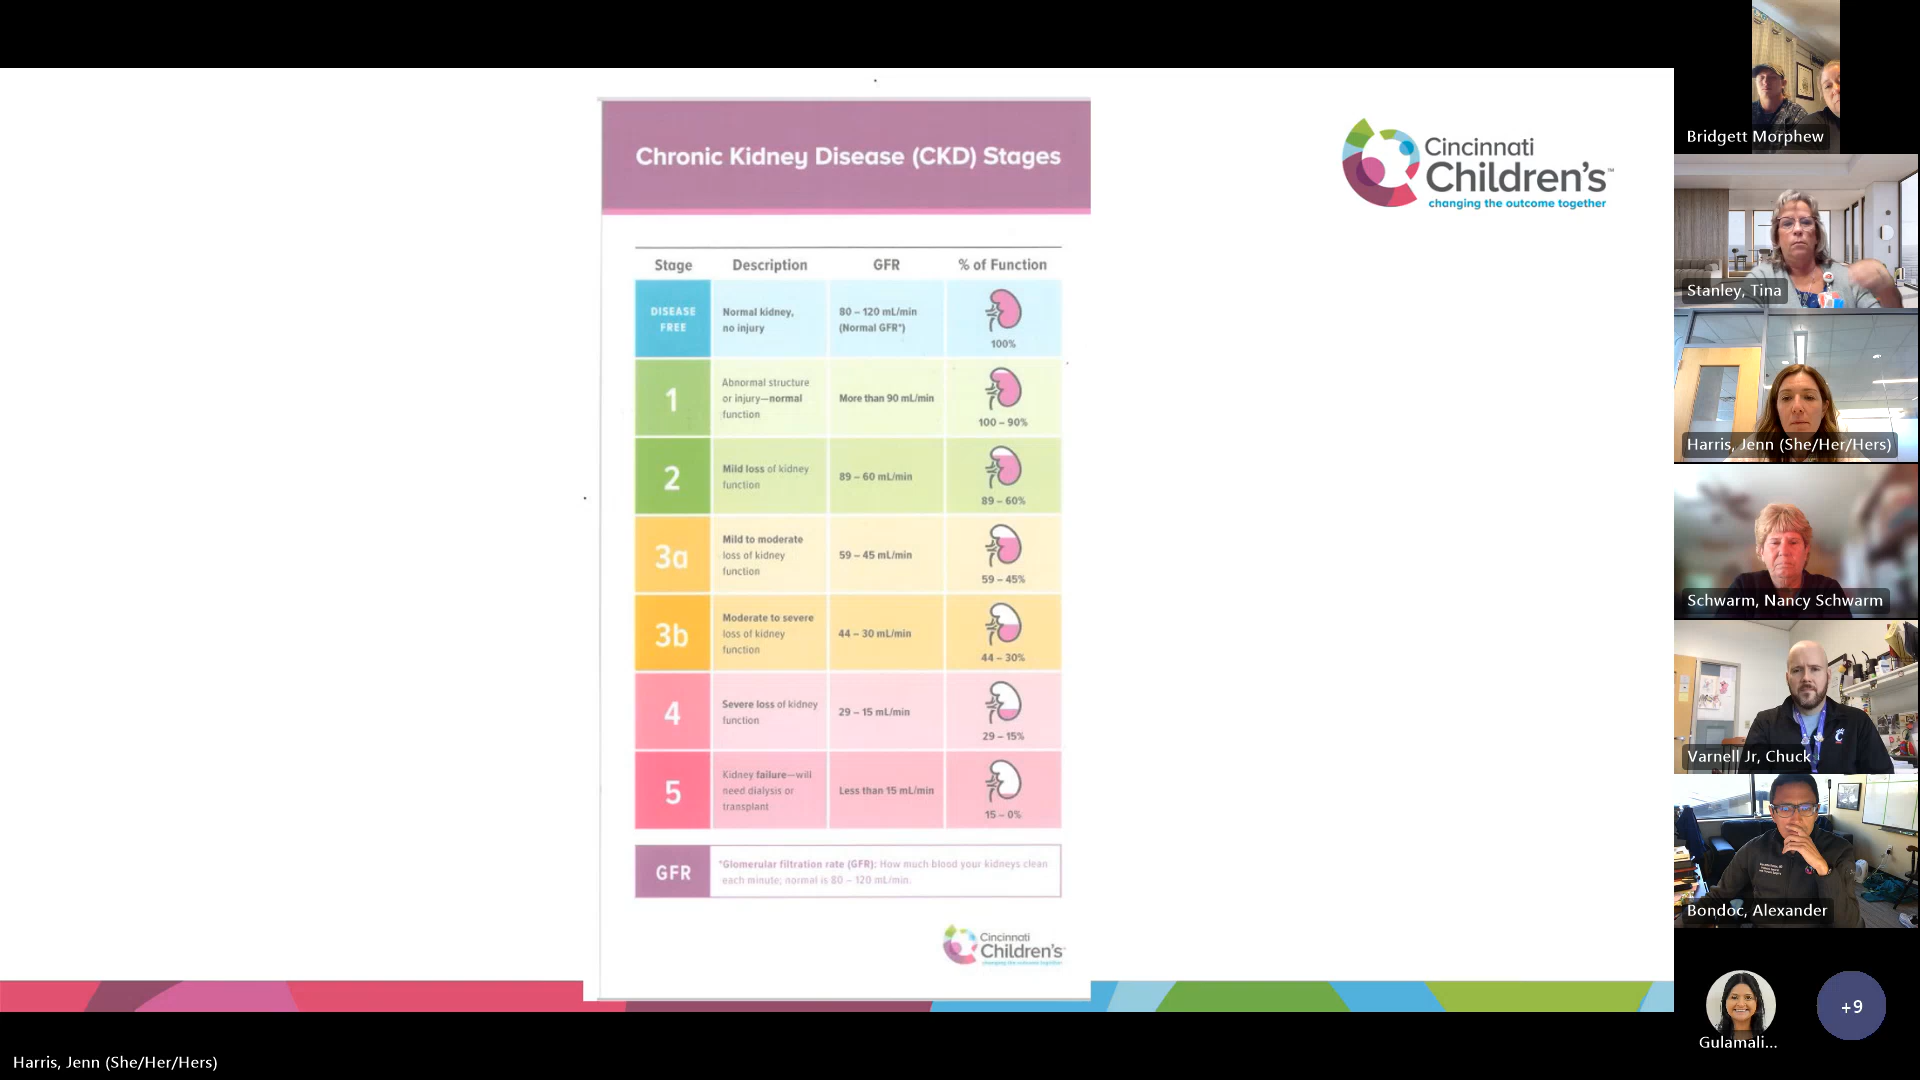 Chronic Kidney Disease (CKD) Stages
Stage Description GFR % of Function
DISEASE FREE
Normal kidney,
no injury
80 – 120 mL/min
(Normal GFR*)
100%
1
Abnormal structure
or injury—normal
function
More than 90 mL/min
100 – 90%
2
Mild loss of kidney
function
89 – 60 mL/min
89 – 60%
3a
Mild to moderate
loss of kidney
function
59 – 45 mL/min
59 – 45%
3b
Moderate to severe
loss of kidney
function
44 – 30 mL/min
44 – 30%
4
Severe loss of kidney
function
29 – 15 mL/min
29 – 15%
5
Kidney failure—will
need dialysis or
transplant
Less than 15 mL/min
15 – 0%
GFR
*Glomerular filtration rate (GFR): How much blood your kidneys clean
each minute; normal is 80 – 120 mL/min.
Cincinnati
Children's
changing the outcome together
Cincinnati
Children's™
changing the outcome together
Bridgett Morphew
Stanley, Tina
Harris, Jenn (She/Her/Hers)
Schwarm, Nancy Schwarm
Varnell Jr, Chuck
Bondoc, Alexander
Gulamali...
+9
Harris, Jenn (She/Her/Hers)